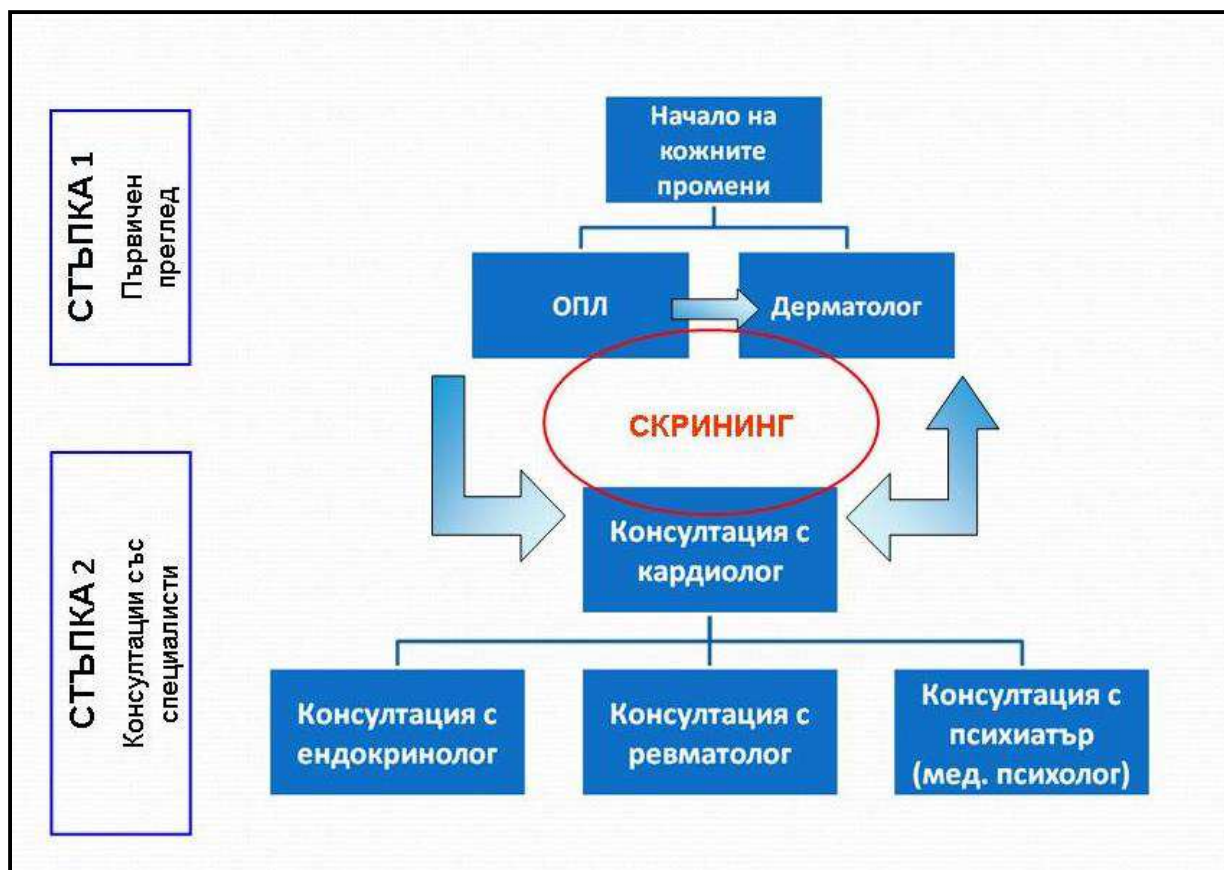 СТЪПКА 1
Първичен
преглед
Начало на
кожните
промени
ОПЛ
Дерматолог
СКРИНИНГ
СТЪПКА 2
Консултации със
специалисти
Консултация с
кардиолог
Консултация с
ендокринолог
Консултация с
ревматолог
Консултация с
психиатър
(мед. психолог)